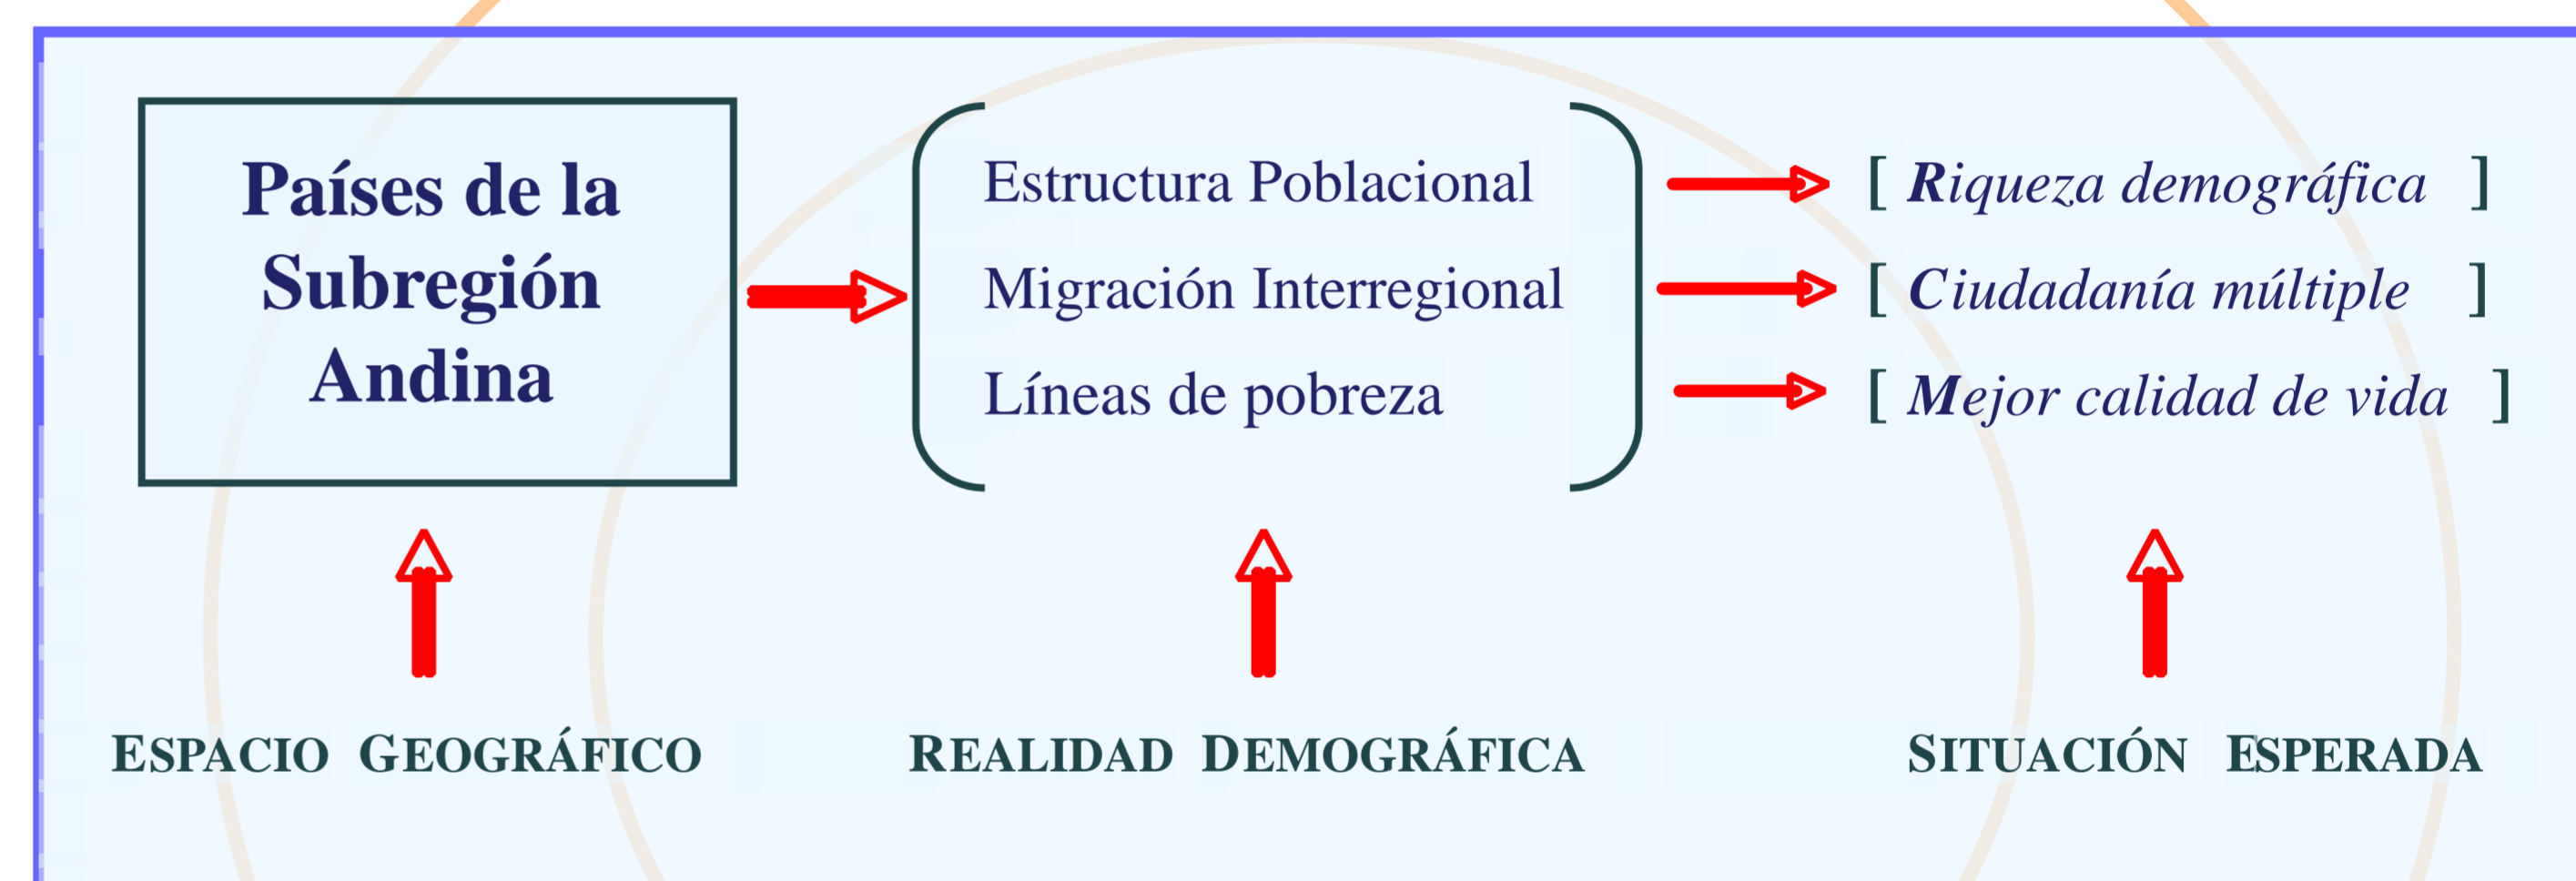 Países de la
Subregión
Andina
Estructura Poblacional
Migración Interregional
Líneas de pobreza
[ Riqueza demográfica ]
[ Ciudadanía múltiple ]
[ Mejor calidad de vida ]
ESPACIO GEOGRÁFICO
REALIDAD DEMOGRÁFICA
SITUACIÓN ESPERADA